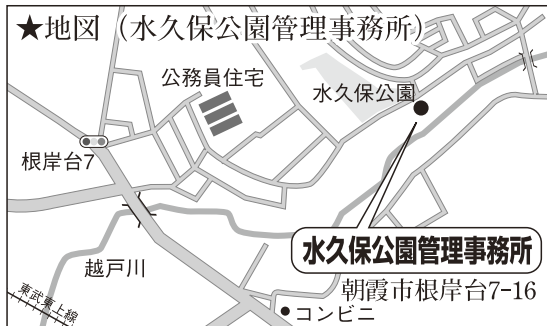 ★地図（水久保公園管理事務所）
公務員住宅
水久保公園
根岸台7
水久保公園管理事務所
越戸川
朝霞市根岸台7-16
東武東上線
コンビニ